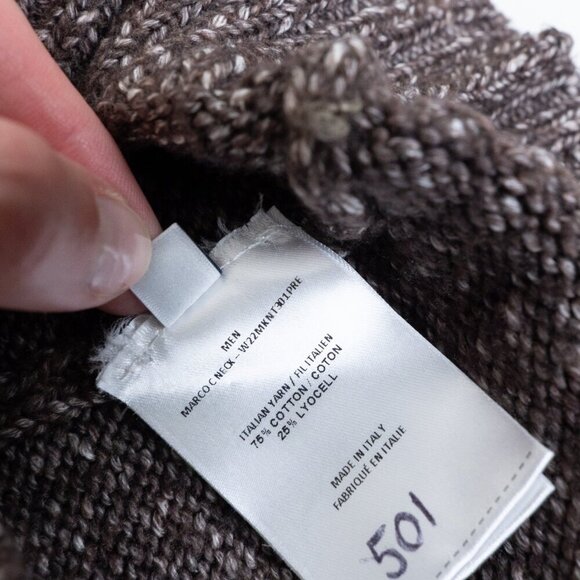 MEN
MARCO C NECK - W22MKNT301PRE
ITALIAN YARN / FIL ITALIEN
75% COTTON / COTON
25% LYOCELL
MADE IN ITALY
FABRIQUÉ EN ITALIE
501